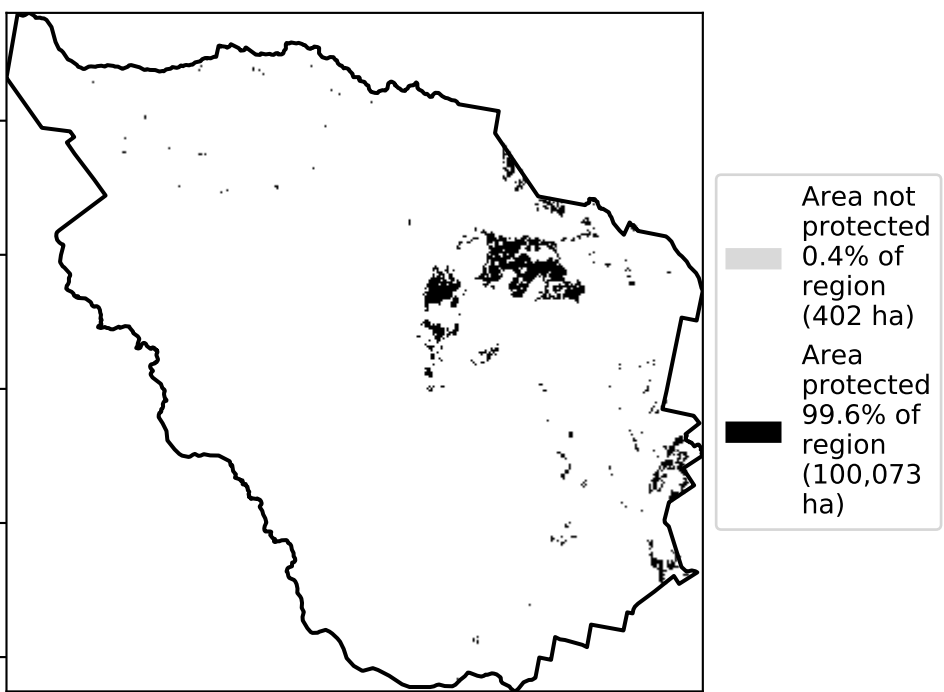 Area not
protected
0.4% of
region
(402 ha)
Area
protected
99.6% of
region
(100,073
ha)